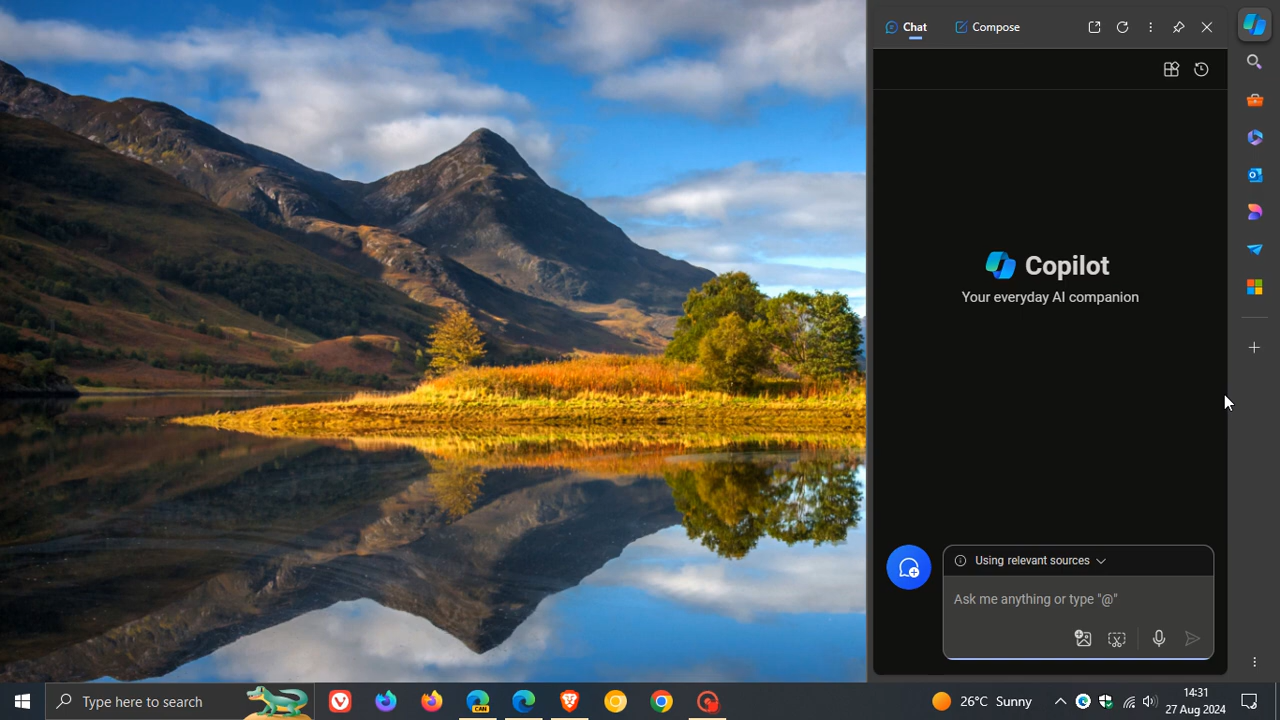 Chat
Compose
Copilot
Your everyday AI companion
Using relevant sources
Ask me anything or type "@"
Type here to search
CAN
26°C Sunny
14:31
27 Aug 2024